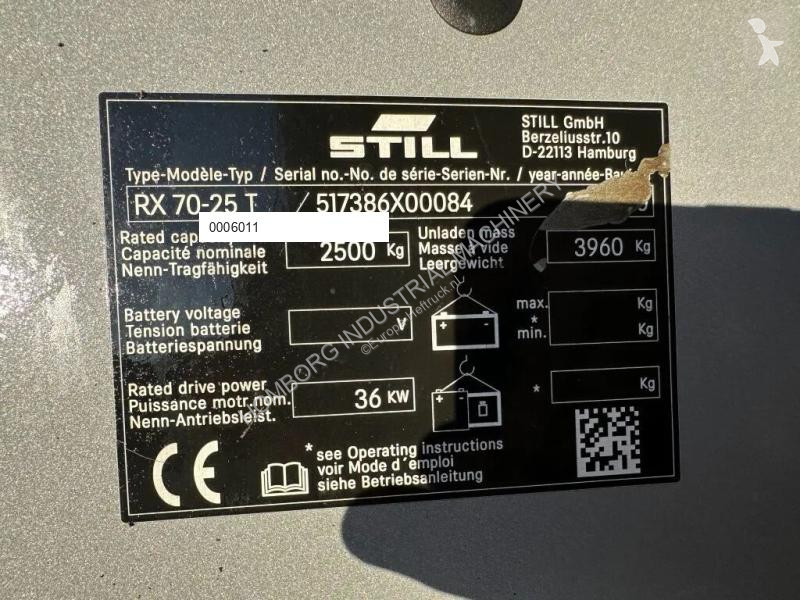 STILL
STILL GmbH
Berzeliusstr.10
D-22113 Hamburg
Type-Modèle-Typ / Serial no.-No. de série-Serien-Nr. / year-année-Bau
RX 70-25 T / 517386X00084
0006011
Rated
Capacité nominale
Nenn-Tragfähigkeit
2500 Kg
Unladen mass
Masse à vide
Leergewicht
3960 Kg
Battery voltage
Tension batterie
Batteriespannung
V
+ -
max. Kg
*
min. Kg
Rated drive power
Puissance motr.nom.
Nenn-Antriebsleist.
36 KW
+ -
* Kg
CE
* see Operating instructions
voir Mode d´emploi
siehe Betriebsanleitung
HAMBORG INDUSTRIAL MACHINERY